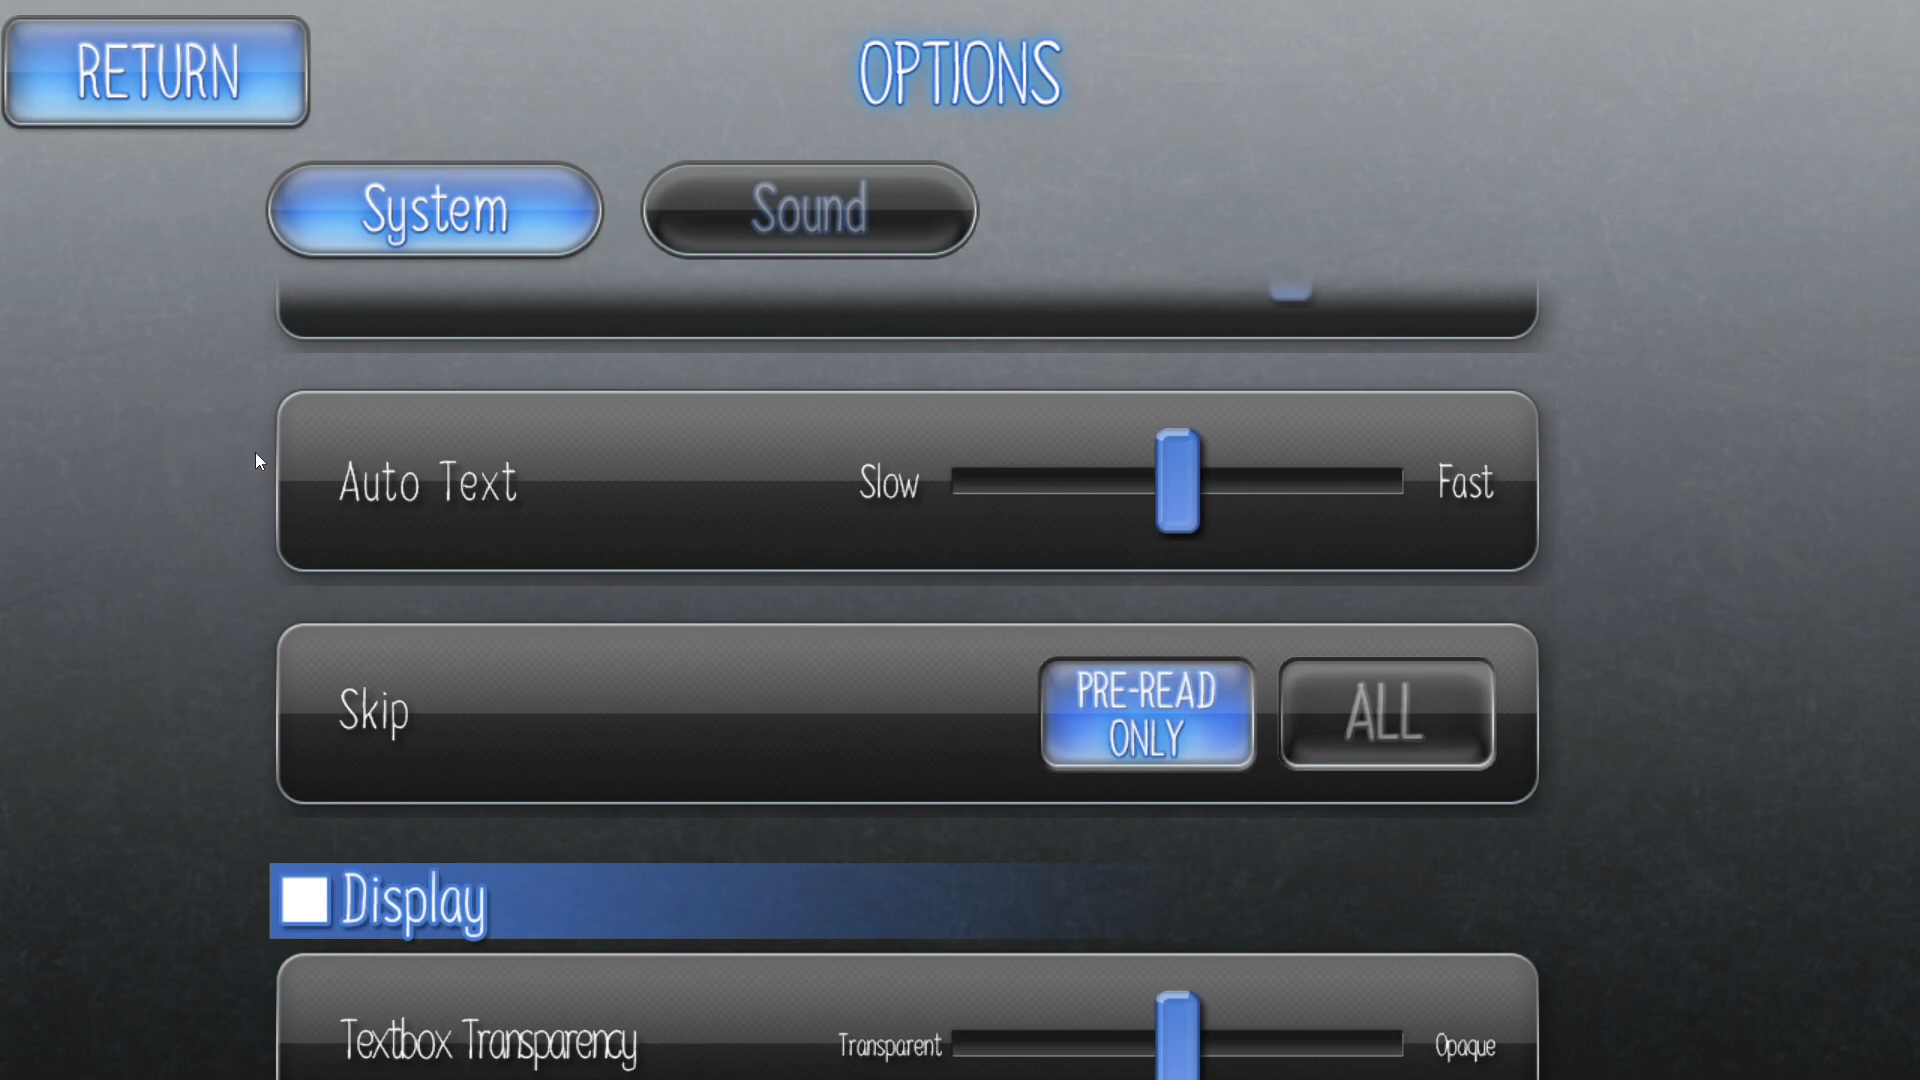 RETURN
OPTIONS
System
Sound
Auto Text
Slow
Fast
Skip
PRE-READ
ONLY
ALL
Display
Textbox Transparency
Transparent
Opaque